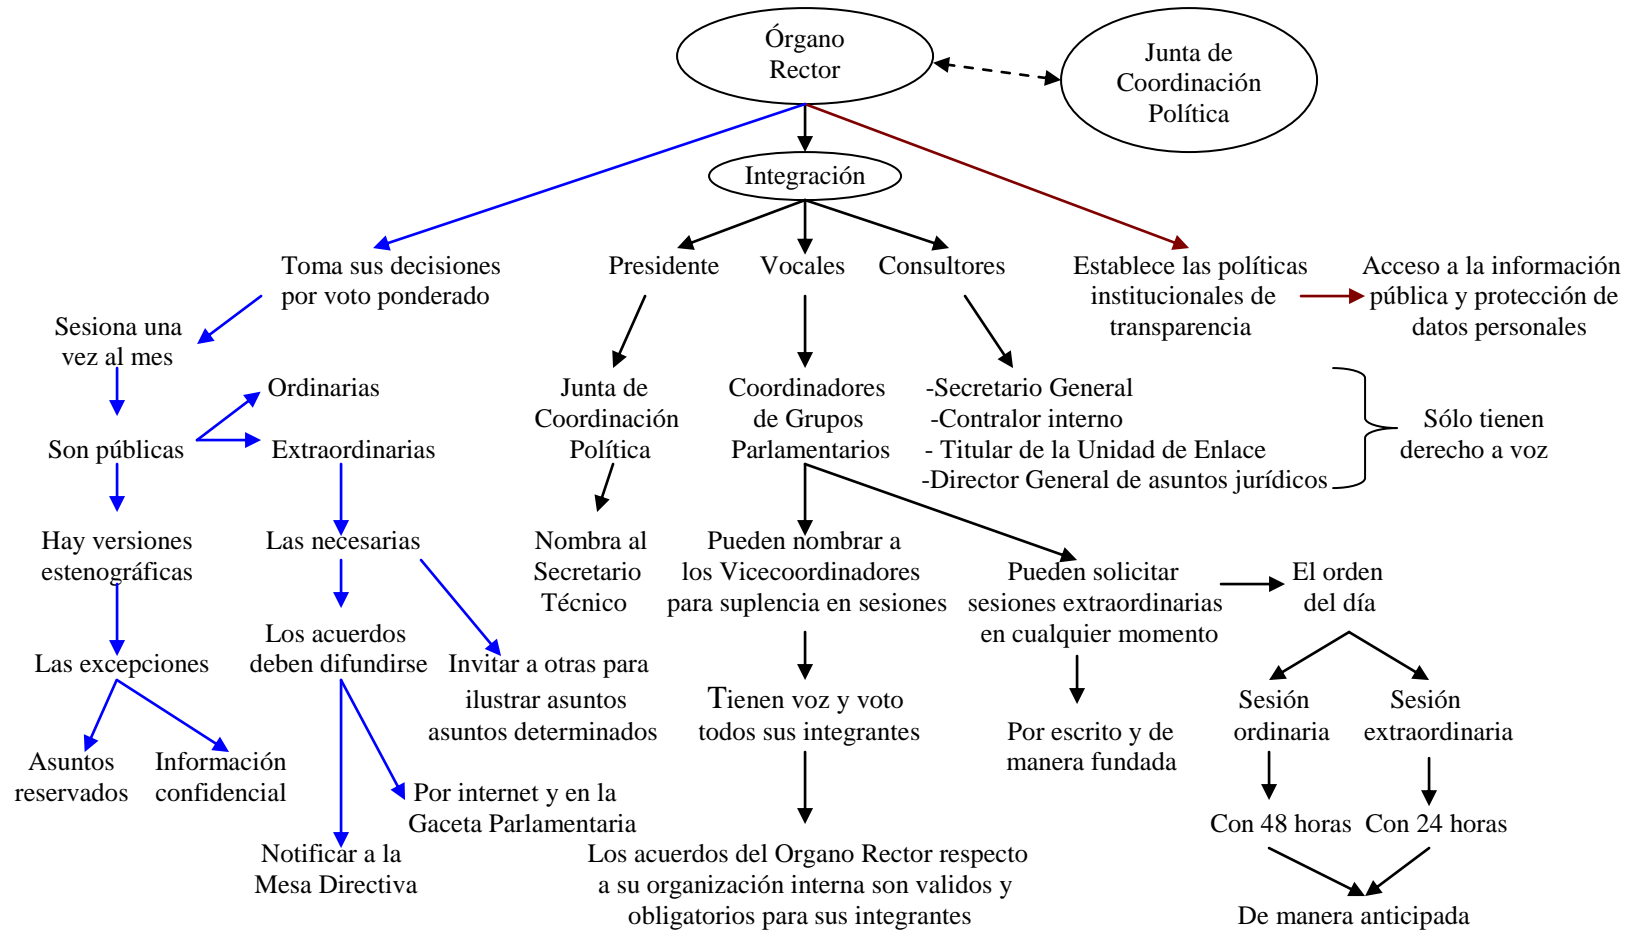 Órgano
Rector
Junta de
Coordinación
Política
Integración
Toma sus decisiones
por voto ponderado
Presidente
Vocales
Consultores
Establece las políticas
institucionales de
transparencia
Acceso a la información
pública y protección de
datos personales
Sesiona una
vez al mes
Ordinarias
Son públicas
Extraordinarias
Junta de
Coordinación
Política
Coordinadores
de Grupos
Parlamentarios
-Secretario General
-Contralor interno
- Titular de la Unidad de Enlace
-Director General de asuntos jurídicos
Sólo tienen
derecho a voz
Hay versiones
estenográficas
Las necesarias
Nombra al
Secretario
Técnico
Pueden nombrar a
los Vicecoordinadores
para suplencia en sesiones
Pueden solicitar
sesiones extraordinarias
en cualquier momento
El orden
del día
Las excepciones
Los acuerdos
deben difundirse
Invitar a otras para
ilustrar asuntos
asuntos determinados
Tienen voz y voto
todos sus integrantes
Por escrito y de
manera fundada
Sesión
ordinaria
Sesión
extraordinaria
Asuntos
reservados
Información
confidencial
Por internet y en la
Gaceta Parlamentaria
Con 48 horas
Con 24 horas
Notificar a la
Mesa Directiva
Los acuerdos del Organo Rector respecto
a su organización interna son validos y
obligatorios para sus integrantes
De manera anticipada